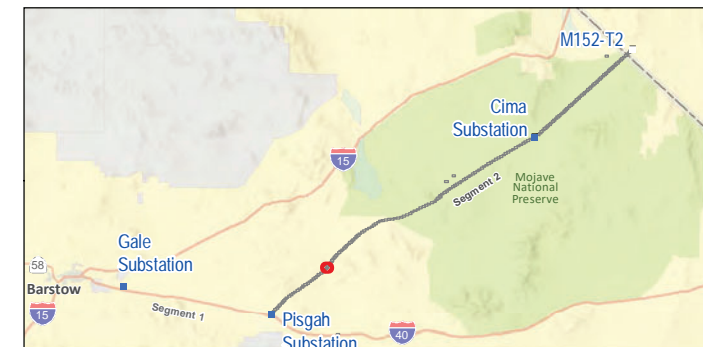 M152-T2
Cima
Substation
15
Mojave
National
Preserve
Segment 2
Gale
Substation
58
Barstow
15
Segment 1
Pisgah
Substation
40